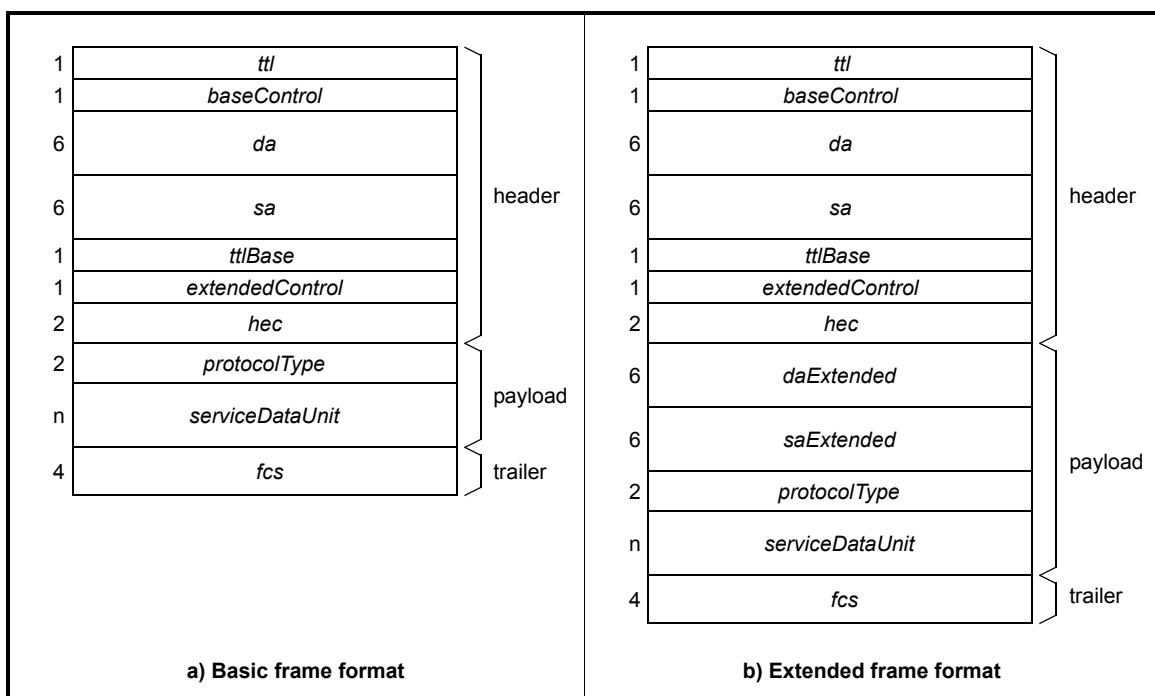 1 ttl
1 baseControl
6 da
6 sa
header
1 ttlBase
1 extendedControl
2 hec
2 protocolType
payload
n serviceDataUnit
4 fcs
trailer
a) Basic frame format
1 ttl
1 baseControl
6 da
6 sa
header
1 ttlBase
1 extendedControl
2 hec
6 daExtended
6 saExtended
payload
2 protocolType
n serviceDataUnit
4 fcs
trailer
b) Extended frame format